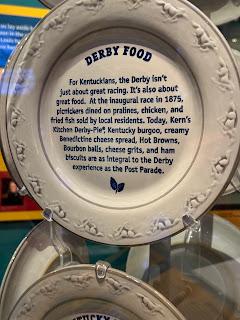 DERBY FOOD
For Kentuckians, the Derby isn't
just about great racing. It's also about
great food. At the inaugural race in 1875,
picnickers dined on pralines, chicken, and
fried fish sold by local residents. Today, Kern's
Kitchen Derby-Pie®, Kentucky burgoo, creamy
Benedictine cheese spread, Hot Browns,
Bourbon balls, cheese grits, and ham
biscuits are as integral to the Derby
experience as the Post Parade.